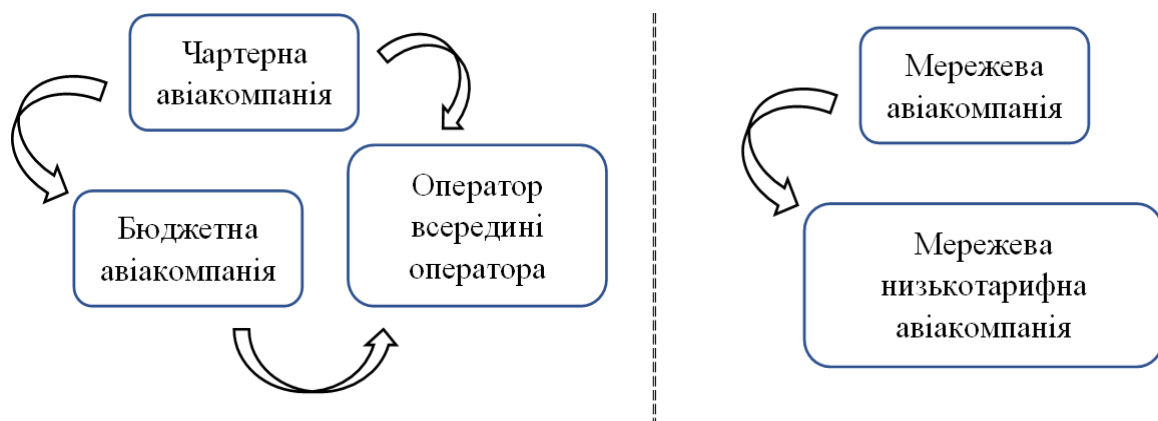 Чартерна
авіакомпанія
Бюджетна
авіакомпанія
Оператор
всередині
оператора
Мережева
авіакомпанія
Мережева
низькотарифна
авіакомпанія